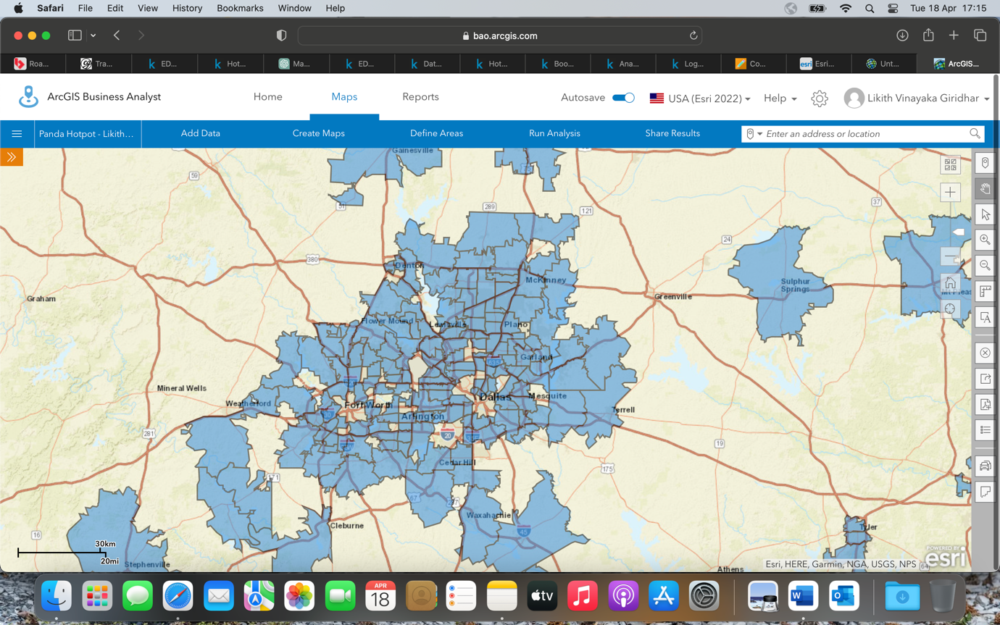 Safari File Edit View History Bookmarks Window Help Tue 18 Apr 17:15
bao.arcgis.com
Roa... Tra... k ED... k Hot... Ma... k ED... k Dat... k Hot... k Boo... k Ana... k Log... Co... esri Esri... Unt... ArcGIS...
ArcGIS Business Analyst Home Maps Reports Autosave USA (Esri 2022) Help Likith Vinayaka Giridhar
Panda Hotpot - Likith... Add Data Create Maps Define Areas Run Analysis Share Results Enter an address or location
Gainesville
59
51
289
121
37
24
380
Denton
McKinney
Sulphur
Springs
Graham
Greenville
Flower Mound
Lewisville
Plano
635
Garland
Mineral Wells
Weatherford
Fort Worth
Dallas
Mesquite
Arlington
Terrell
281
20
19
Cedar Hill
175
171
67
Waxahachie
Cleburne
45
Tyler
16
30km
20mi
Stephenville
Athens
Esri, HERE, Garmin, NGA, USGS, NPS
64
POWERED BY
esri
APR
18
tv
W
O